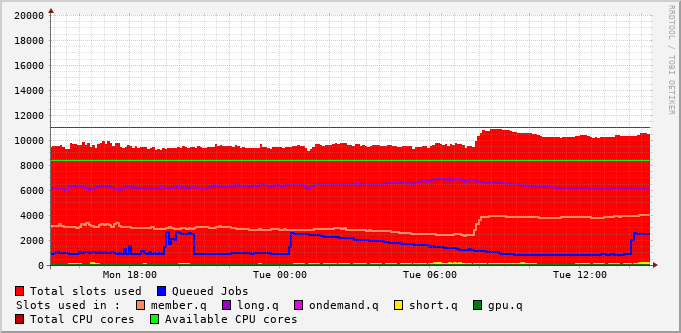 20000
18000
16000
14000
12000
10000
8000
6000
4000
2000
0
Mon 18:00 Tue 00:00 Tue 06:00 Tue 12:00
RRDTOOL / TOBI OETIKER
Total slots used Queued Jobs
Slots used in : member.q long.q ondemand.q short.q gpu.q
Total CPU cores Available CPU cores